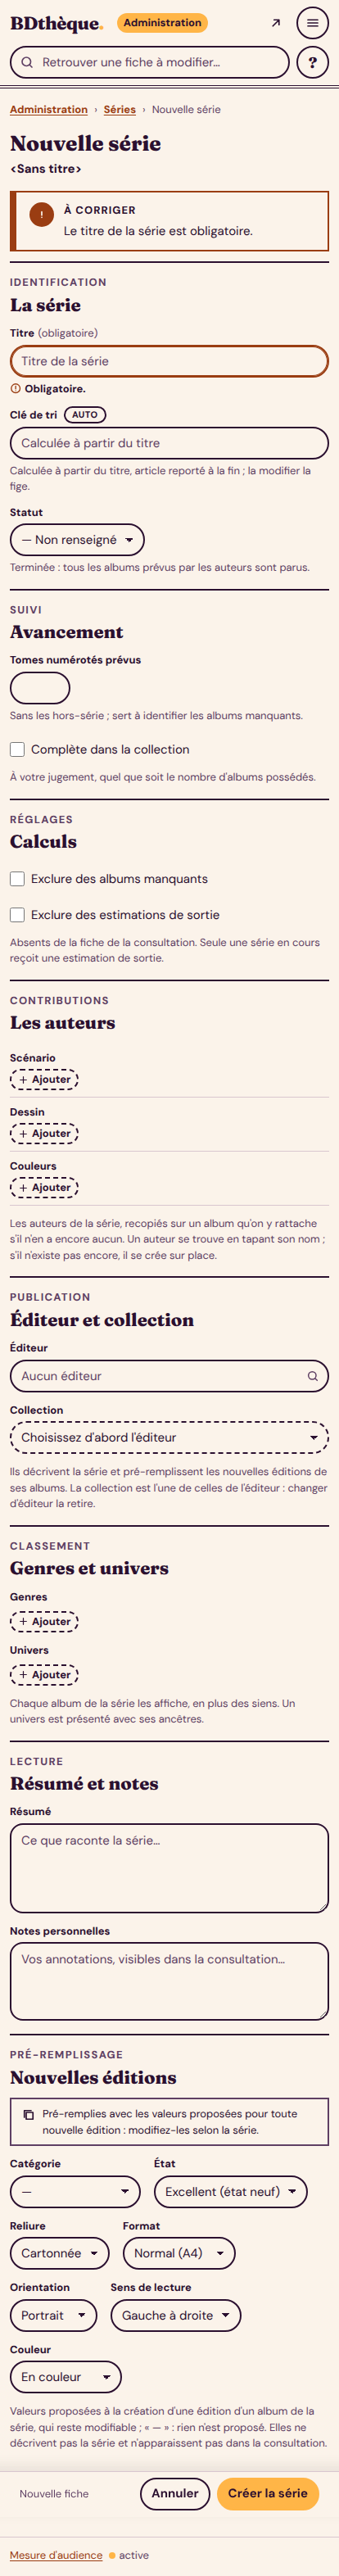 BDthèque. Administration
Retrouver une fiche à modifier… ?
Administration › Séries › Nouvelle série
Nouvelle série
<Sans titre>
! À CORRIGER
Le titre de la série est obligatoire.
IDENTIFICATION
La série
Titre (obligatoire)
Titre de la série
Obligatoire.
Clé de tri AUTO
Calculée à partir du titre
Calculée à partir du titre, article reporté à la fin ; la modifier la
fige.
Statut
— Non renseigné
Terminée : tous les albums prévus par les auteurs sont parus.
SUIVI
Avancement
Tomes numérotés prévus
Sans les hors-série ; sert à identifier les albums manquants.
Complète dans la collection
À votre jugement, quel que soit le nombre d'albums possédés.
RÉGLAGES
Calculs
Exclure des albums manquants
Exclure des estimations de sortie
Absents de la fiche de la consultation. Seule une série en cours
reçoit une estimation de sortie.
CONTRIBUTIONS
Les auteurs
Scénario
+ Ajouter
Dessin
+ Ajouter
Couleurs
+ Ajouter
Les auteurs de la série, recopiés sur un album qu'on y rattache
s'il n'en a encore aucun. Un auteur se trouve en tapant son nom ;
s'il n'existe pas encore, il se crée sur place.
PUBLICATION
Éditeur et collection
Éditeur
Aucun éditeur
Collection
Choisissez d'abord l'éditeur
Ils décrivent la série et pré-remplissent les nouvelles éditions de
ses albums. La collection est l'une de celles de l'éditeur : changer
d'éditeur la retire.
CLASSEMENT
Genres et univers
Genres
+ Ajouter
Univers
+ Ajouter
Chaque album de la série les affiche, en plus des siens. Un
univers est présenté avec ses ancêtres.
LECTURE
Résumé et notes
Résumé
Ce que raconte la série…
Notes personnelles
Vos annotations, visibles dans la consultation…
PRÉ-REMPLISSAGE
Nouvelles éditions
Pré-remplies avec les valeurs proposées pour toute
nouvelle édition : modifiez-les selon la série.
Catégorie État
— Excellent (état neuf)
Reliure Format
Cartonnée Normal (A4)
Orientation Sens de lecture
Portrait Gauche à droite
Couleur
En couleur
Valeurs proposées à la création d'une édition d'un album de la
série, qui reste modifiable ; « — » : rien n'est proposé. Elles ne
décrivent pas la série et n'apparaissent pas dans la consultation.
Nouvelle fiche Annuler Créer la série
Mesure d'audience active